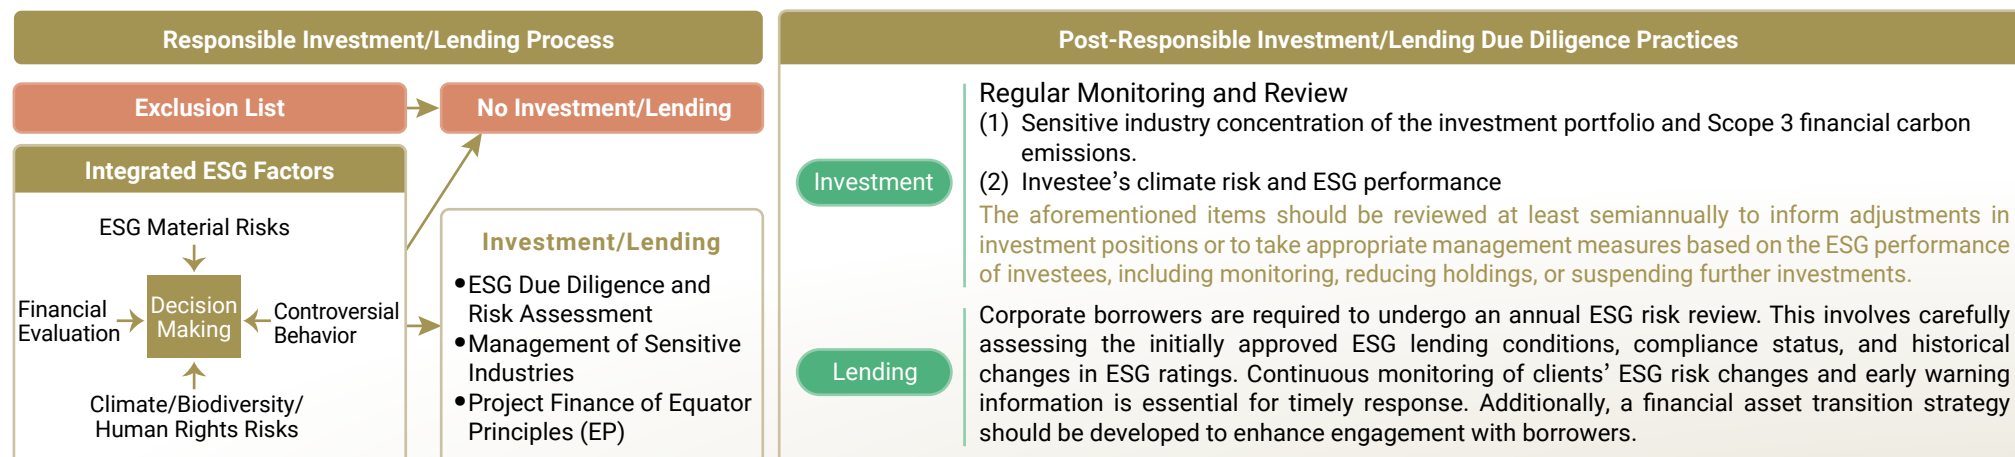 Responsible Investment/Lending Process
Exclusion List
No Investment/Lending
Integrated ESG Factors
ESG Material Risks
Financial
Evaluation
Decision
Making
Controversial
Behavior
Climate/Biodiversity/
Human Rights Risks
Investment/Lending
•ESG Due Diligence and
Risk Assessment
•Management of Sensitive
Industries
•Project Finance of Equator
Principles (EP)
Post-Responsible Investment/Lending Due Diligence Practices
Investment
Regular Monitoring and Review
(1) Sensitive industry concentration of the investment portfolio and Scope 3 financial carbon
emissions.
(2) Investee’s climate risk and ESG performance
The aforementioned items should be reviewed at least semiannually to inform adjustments in
investment positions or to take appropriate management measures based on the ESG performance
of investees, including monitoring, reducing holdings, or suspending further investments.
Lending
Corporate borrowers are required to undergo an annual ESG risk review. This involves carefully
assessing the initially approved ESG lending conditions, compliance status, and historical
changes in ESG ratings. Continuous monitoring of clients’ ESG risk changes and early warning
information is essential for timely response. Additionally, a financial asset transition strategy
should be developed to enhance engagement with borrowers.